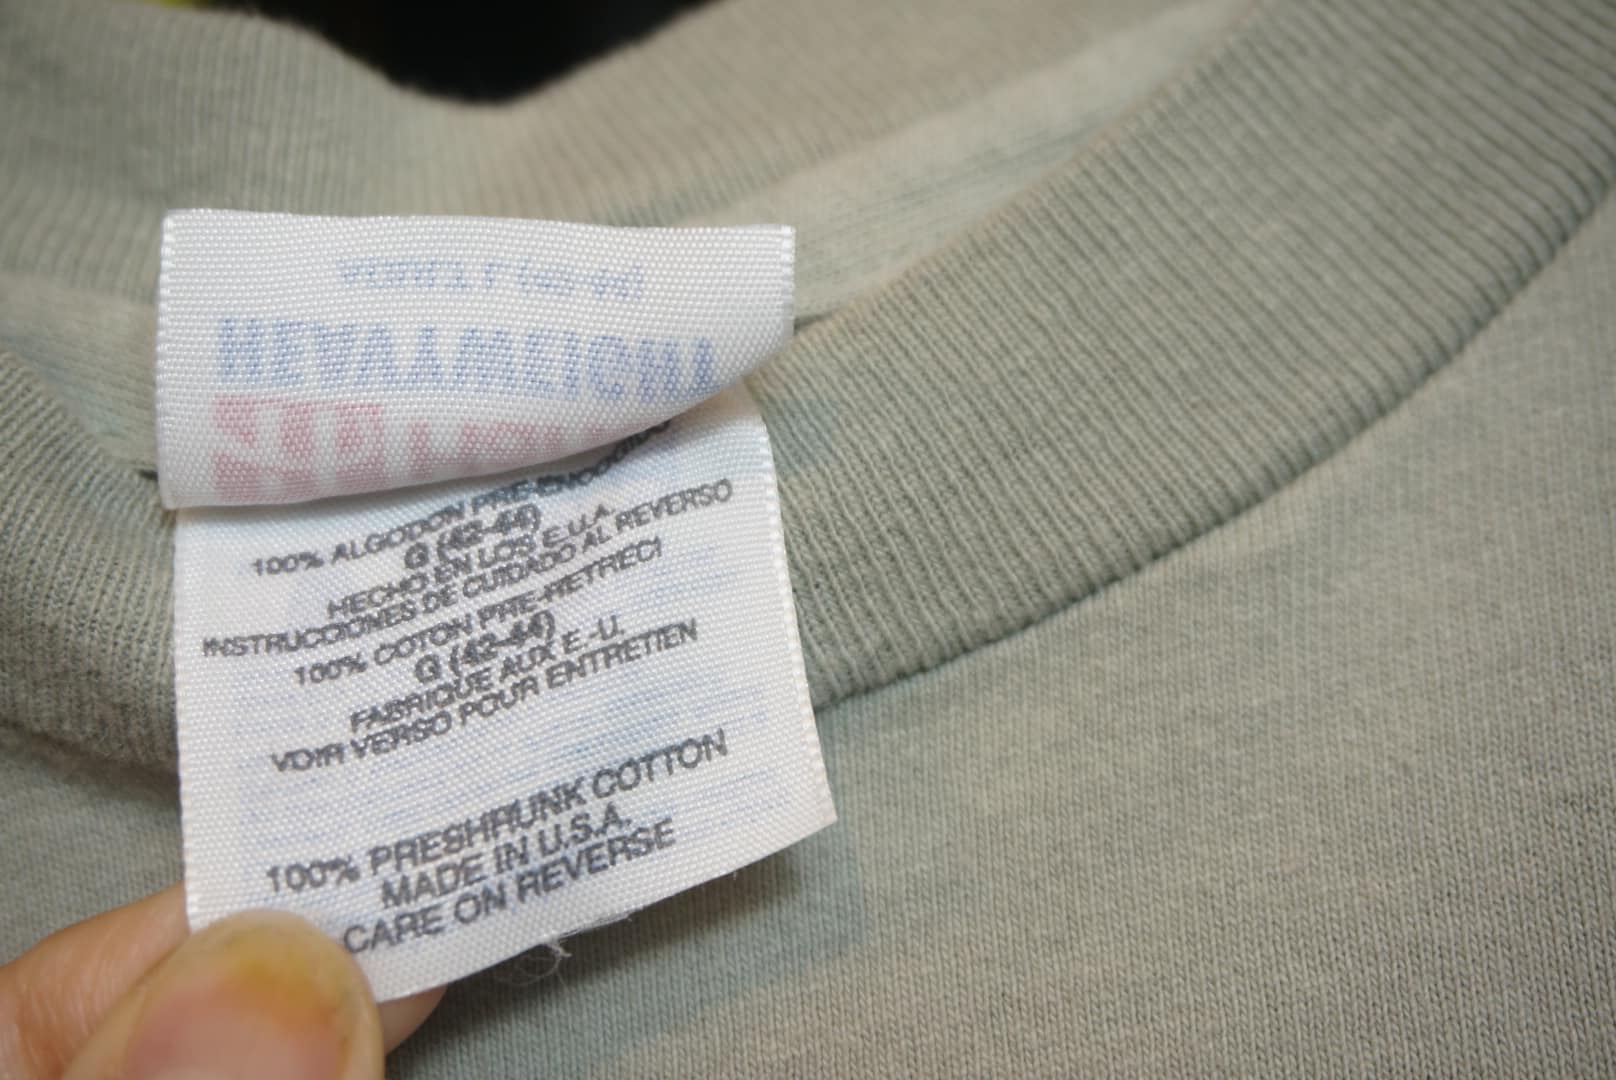 HEAVYWEIGHT
100% ALGODON PRE-ENCOGIDO
G (42-44)
HECHO EN LOS E.U.A.
INSTRUCCIONES DE CUIDADO AL REVERSO
100% COTON PRE-RETRECI
G (42-44)
FABRIQUE AUX E.-U.
VOIR VERSO POUR ENTRETIEN
100% PRESHRUNK COTTON
MADE IN U.S.A.
CARE ON REVERSE